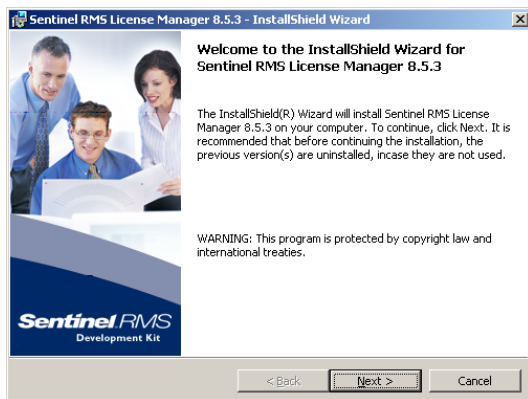 Sentinel RMS License Manager 8.5.3 - InstallShield Wizard
Welcome to the InstallShield Wizard for
Sentinel RMS License Manager 8.5.3
The InstallShield(R) Wizard will install Sentinel RMS License
Manager 8.5.3 on your computer. To continue, click Next. It is
recommended that before continuing the installation, the
previous version(s) are uninstalled, incase they are not used.
WARNING: This program is protected by copyright law and
international treaties.
Sentinel.RMS
Development Kit
< Back
Next >
Cancel